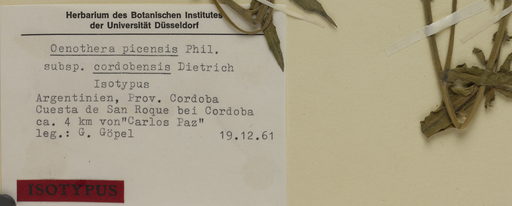 Herbarium des Botanischen Institutes
der Universität Düsseldorf
Oenothera picensis Phil.
subsp. cordobensis Dietrich
Isotypus
Argentinien, Prov. Cordoba
Cuesta de San Roque bei Cordoba
ca. 4 km von"Carlos Paz"
leg.: G. Göpel 19.12.61
ISOTYPUS